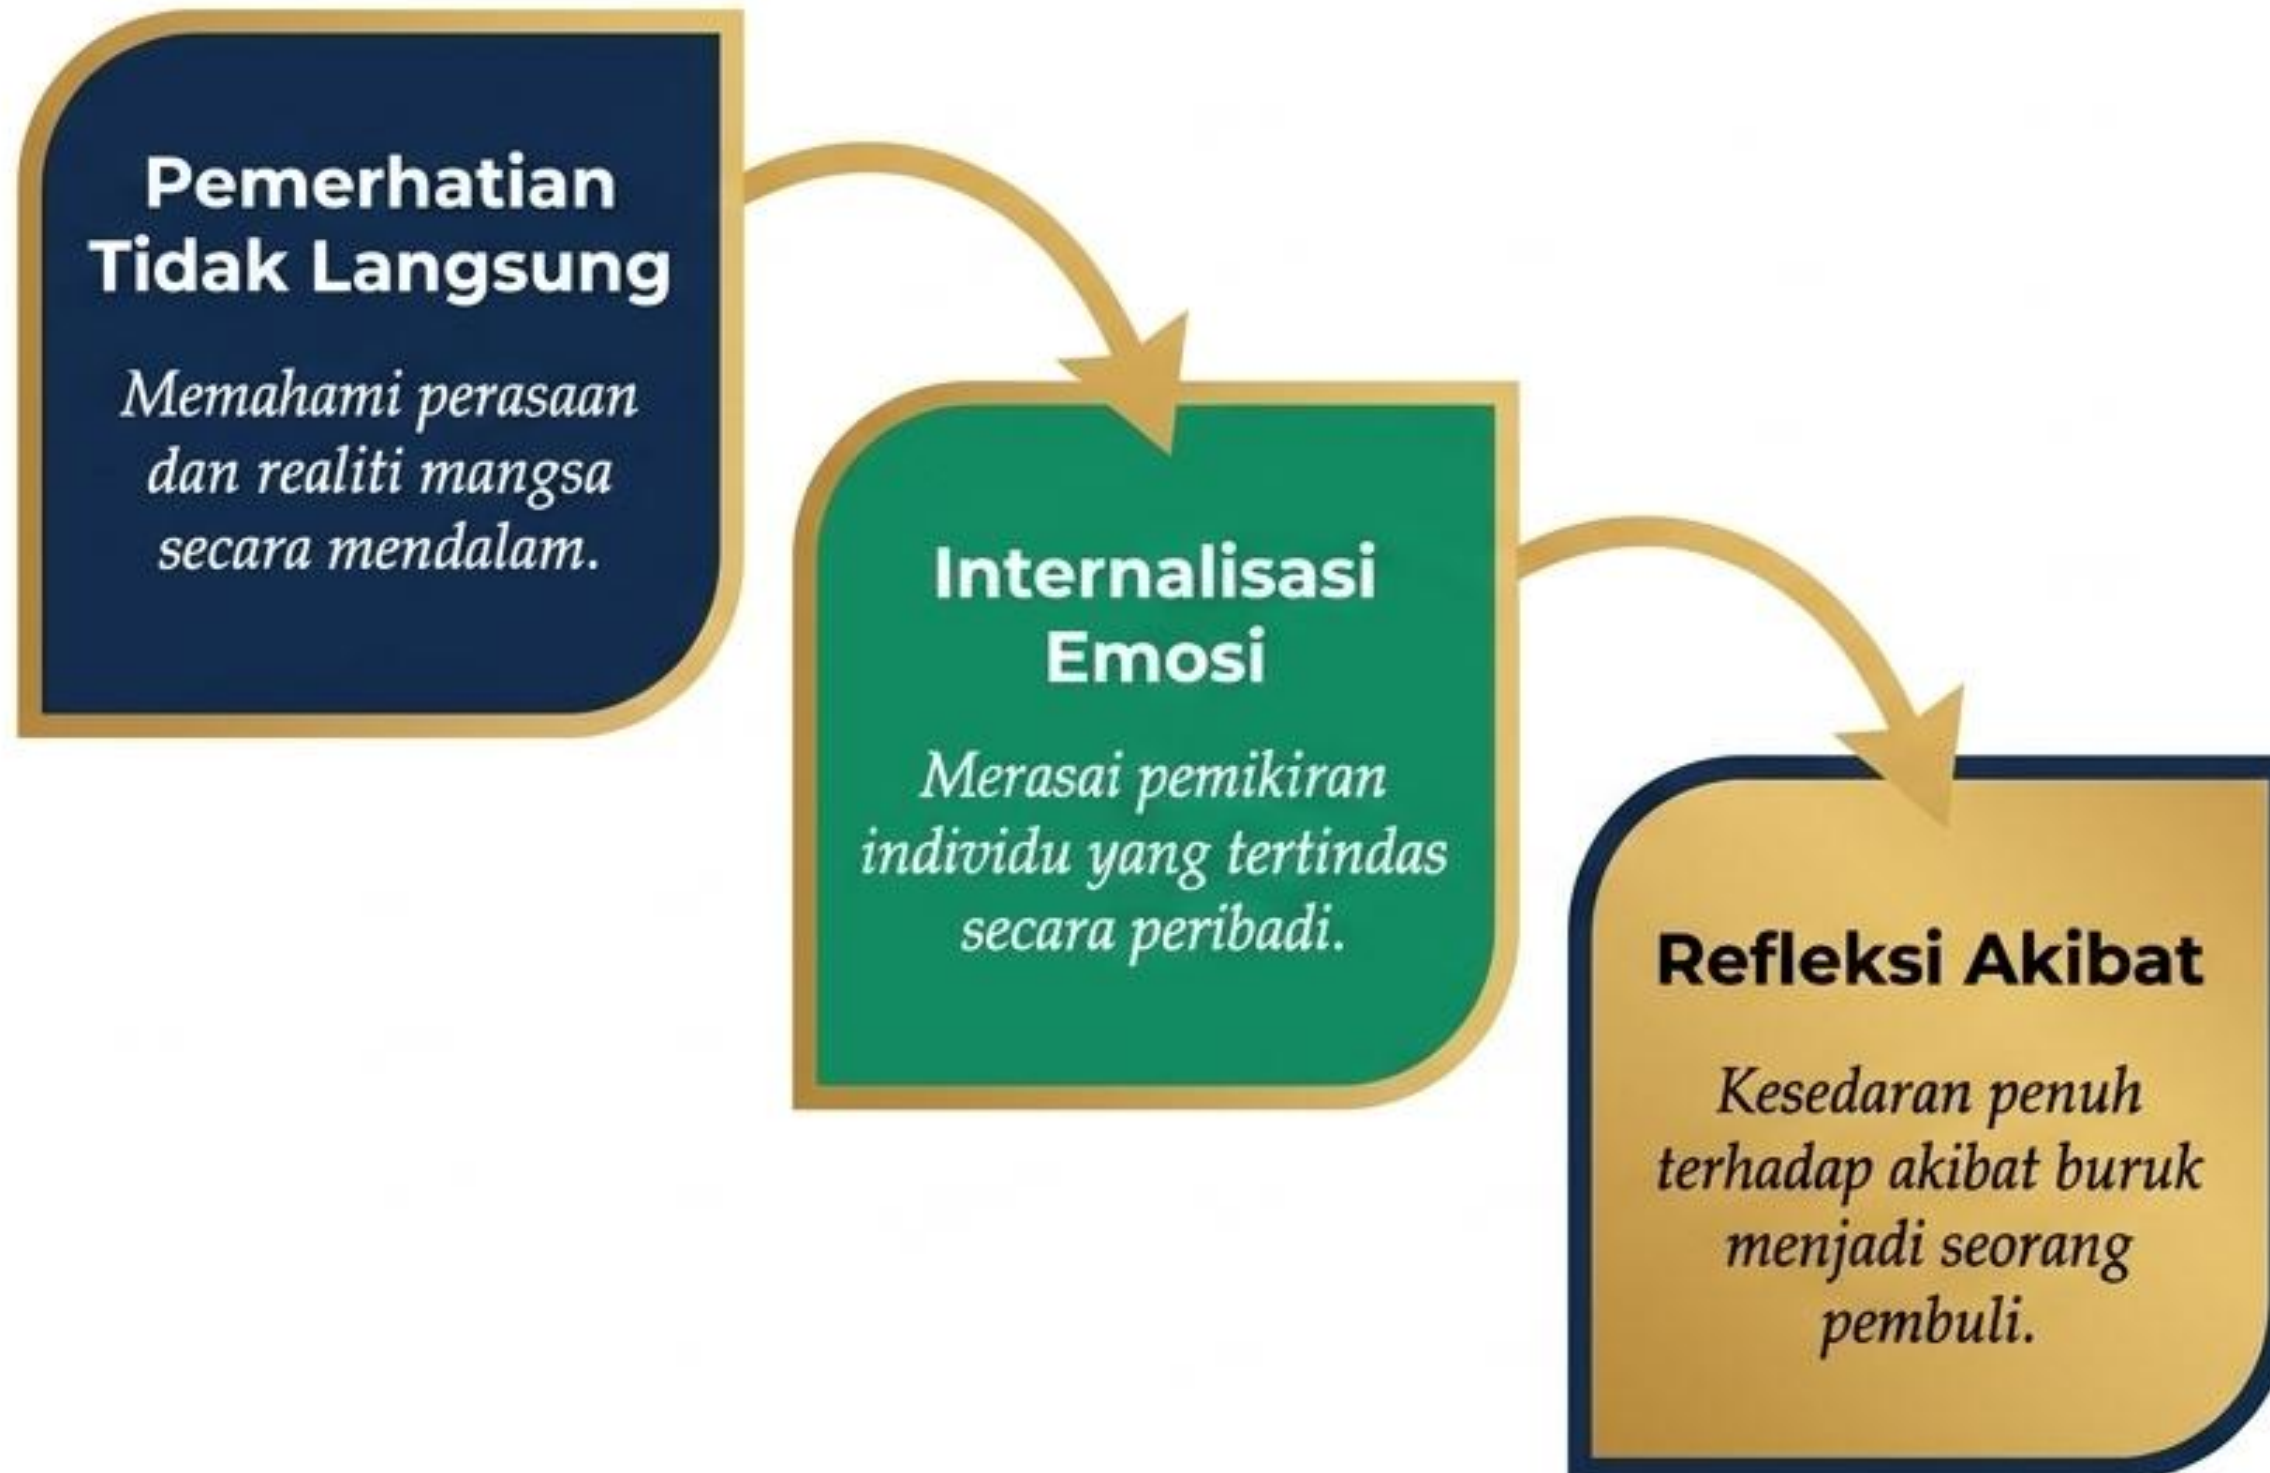 Pemerhatian
Tidak Langsung
Memahami perasaan
dan realiti mangsa
secara mendalam.
Internalisasi
Emosi
Merasai pemikiran
individu yang tertindas
secara peribadi.
Refleksi Akibat
Kesedaran penuh
terhadap akibat buruk
menjadi seorang
pembuli.